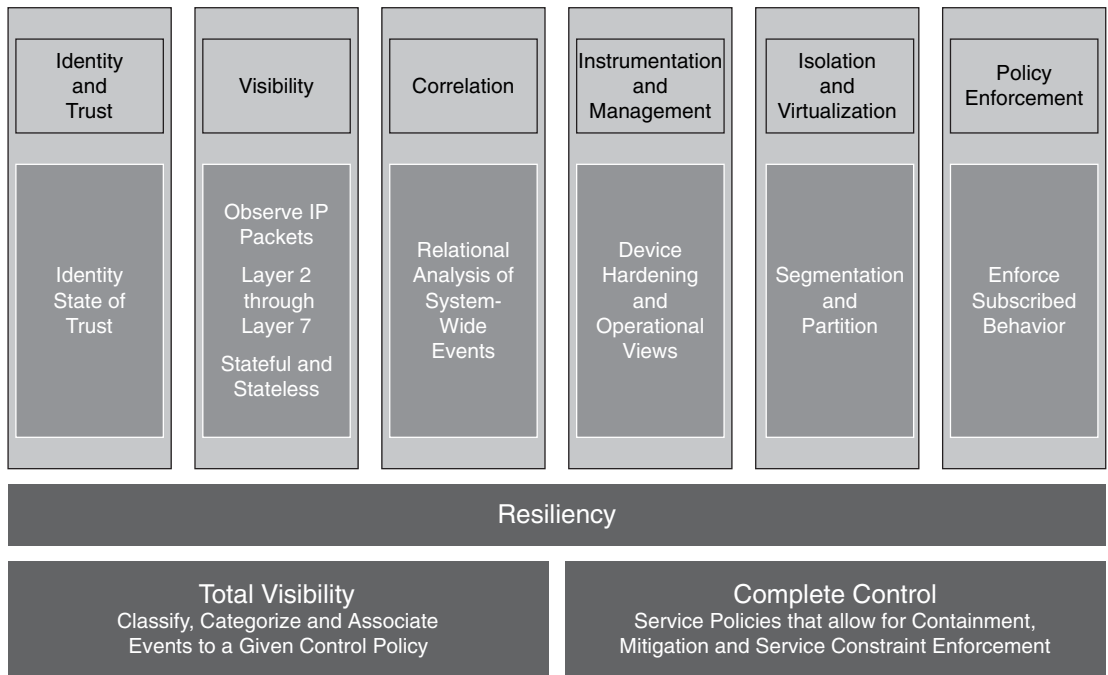 Identity
and
Trust
Visibility
Correlation
Instrumentation
and
Management
Isolation
and
Virtualization
Policy
Enforcement
Identity
State of
Trust
Observe IP
Packets
Layer 2
through
Layer 7
Stateful and
Stateless
Relational
Analysis of
System-
Wide
Events
Device
Hardening
and
Operational
Views
Segmentation
and
Partition
Enforce
Subscribed
Behavior
Resiliency
Total Visibility
Classify, Categorize and Associate
Events to a Given Control Policy
Complete Control
Service Policies that allow for Containment,
Mitigation and Service Constraint Enforcement